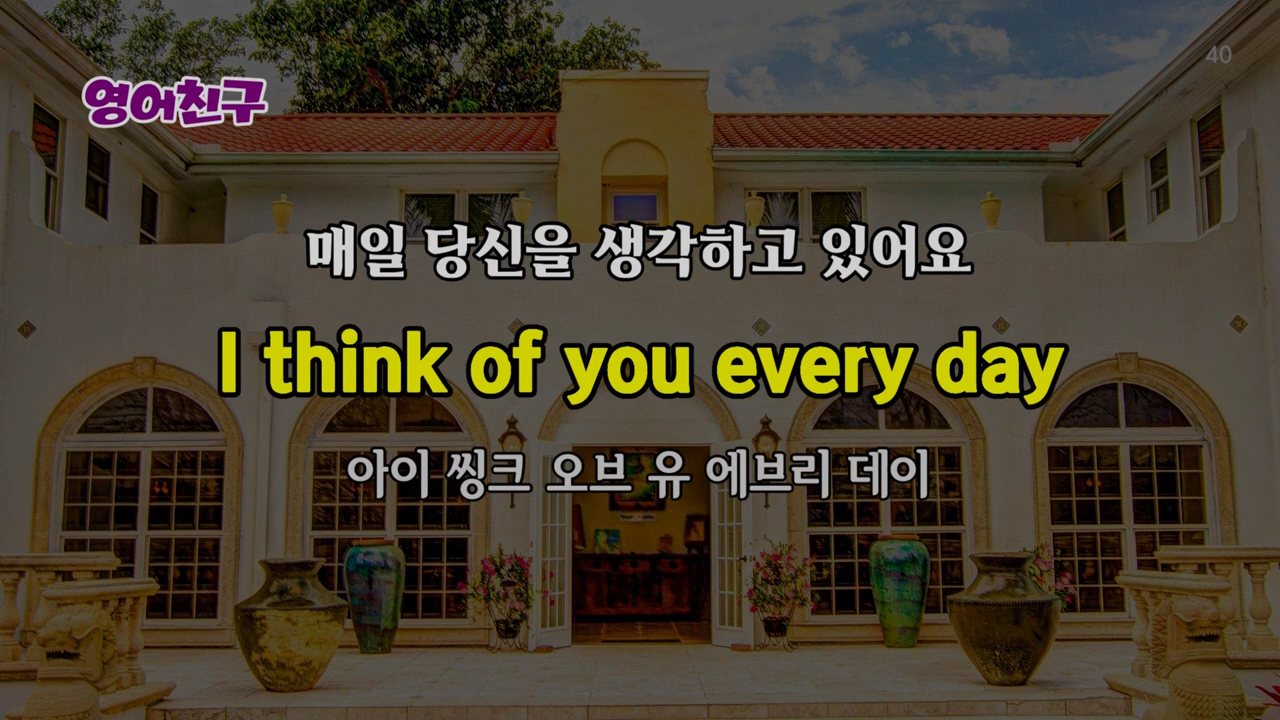 40
영어친구
매일 당신을 생각하고 있어요
I think of you every day
아이 씽크 오브 유 에브리 데이